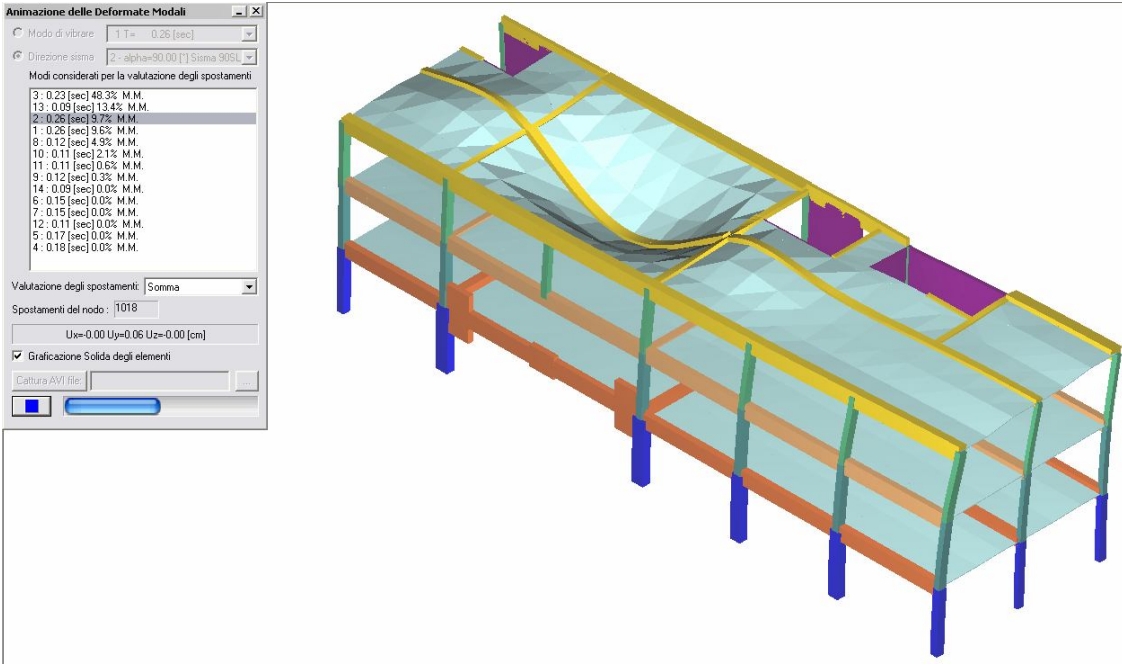 Animazione delle Deformate Modali
Modo di vibrare 1 T= 0.26 [sec]
Direzione sisma 2 - alpha=90.00 [°] Sisma 90SL
Modi considerati per la valutazione degli spostamenti
3 : 0.23 [sec] 48.3% M.M.
13 : 0.09 [sec] 13.4% M.M.
2 : 0.26 [sec] 9.7% M.M.
1 : 0.26 [sec] 9.6% M.M.
8 : 0.12 [sec] 4.9% M.M.
10 : 0.11 [sec] 2.1% M.M.
11 : 0.11 [sec] 0.6% M.M.
9 : 0.12 [sec] 0.3% M.M.
14 : 0.09 [sec] 0.0% M.M.
6 : 0.15 [sec] 0.0% M.M.
7 : 0.15 [sec] 0.0% M.M.
12 : 0.11 [sec] 0.0% M.M.
5 : 0.17 [sec] 0.0% M.M.
4 : 0.18 [sec] 0.0% M.M.
Valutazione degli spostamenti: Somma
Spostamenti del nodo : 1018
Ux=-0.00 Uy=0.06 Uz=-0.00 [cm]
Graficazione Solida degli elementi
Cattura AVI file: ...